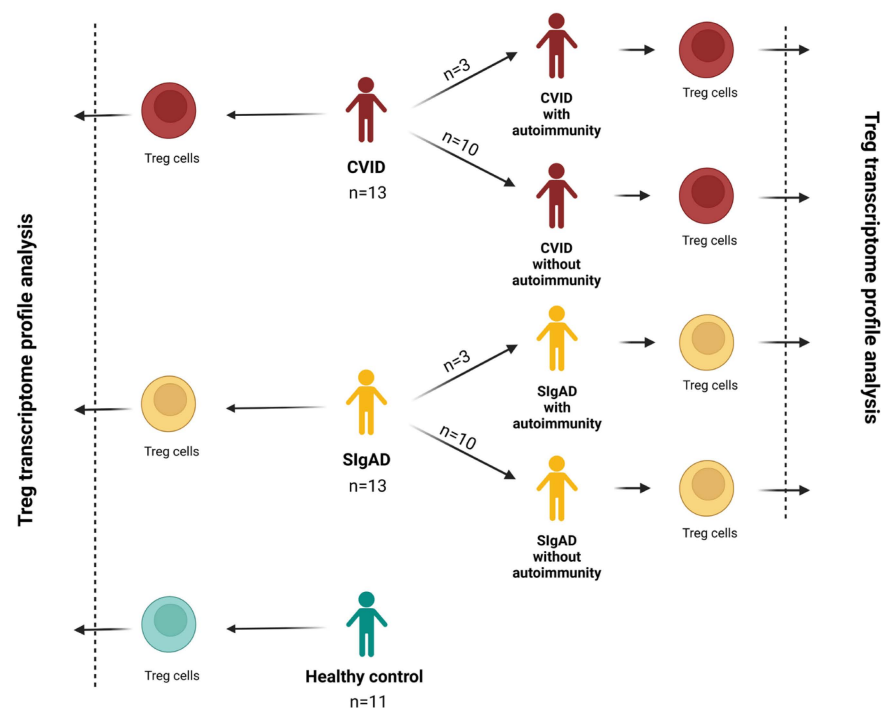 Treg transcriptome profile analysis
Treg cells
CVID
n=13
n=3
n=10
CVID
with
autoimmunity
Treg cells
CVID
without
autoimmunity
Treg cells
Treg cells
SIgAD
n=13
n=3
n=10
SIgAD
with
autoimmunity
Treg cells
SIgAD
without
autoimmunity
Treg cells
Treg cells
Healthy control
n=11
Treg transcriptome profile analysis